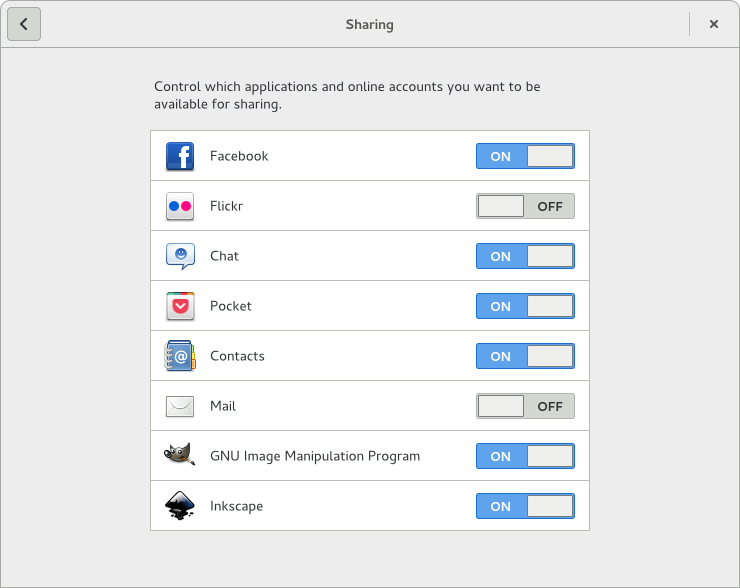 Sharing
Control which applications and online accounts you want to be
available for sharing.
Facebook ON
Flickr OFF
Chat ON
Pocket ON
Contacts ON
Mail OFF
GNU Image Manipulation Program ON
Inkscape ON